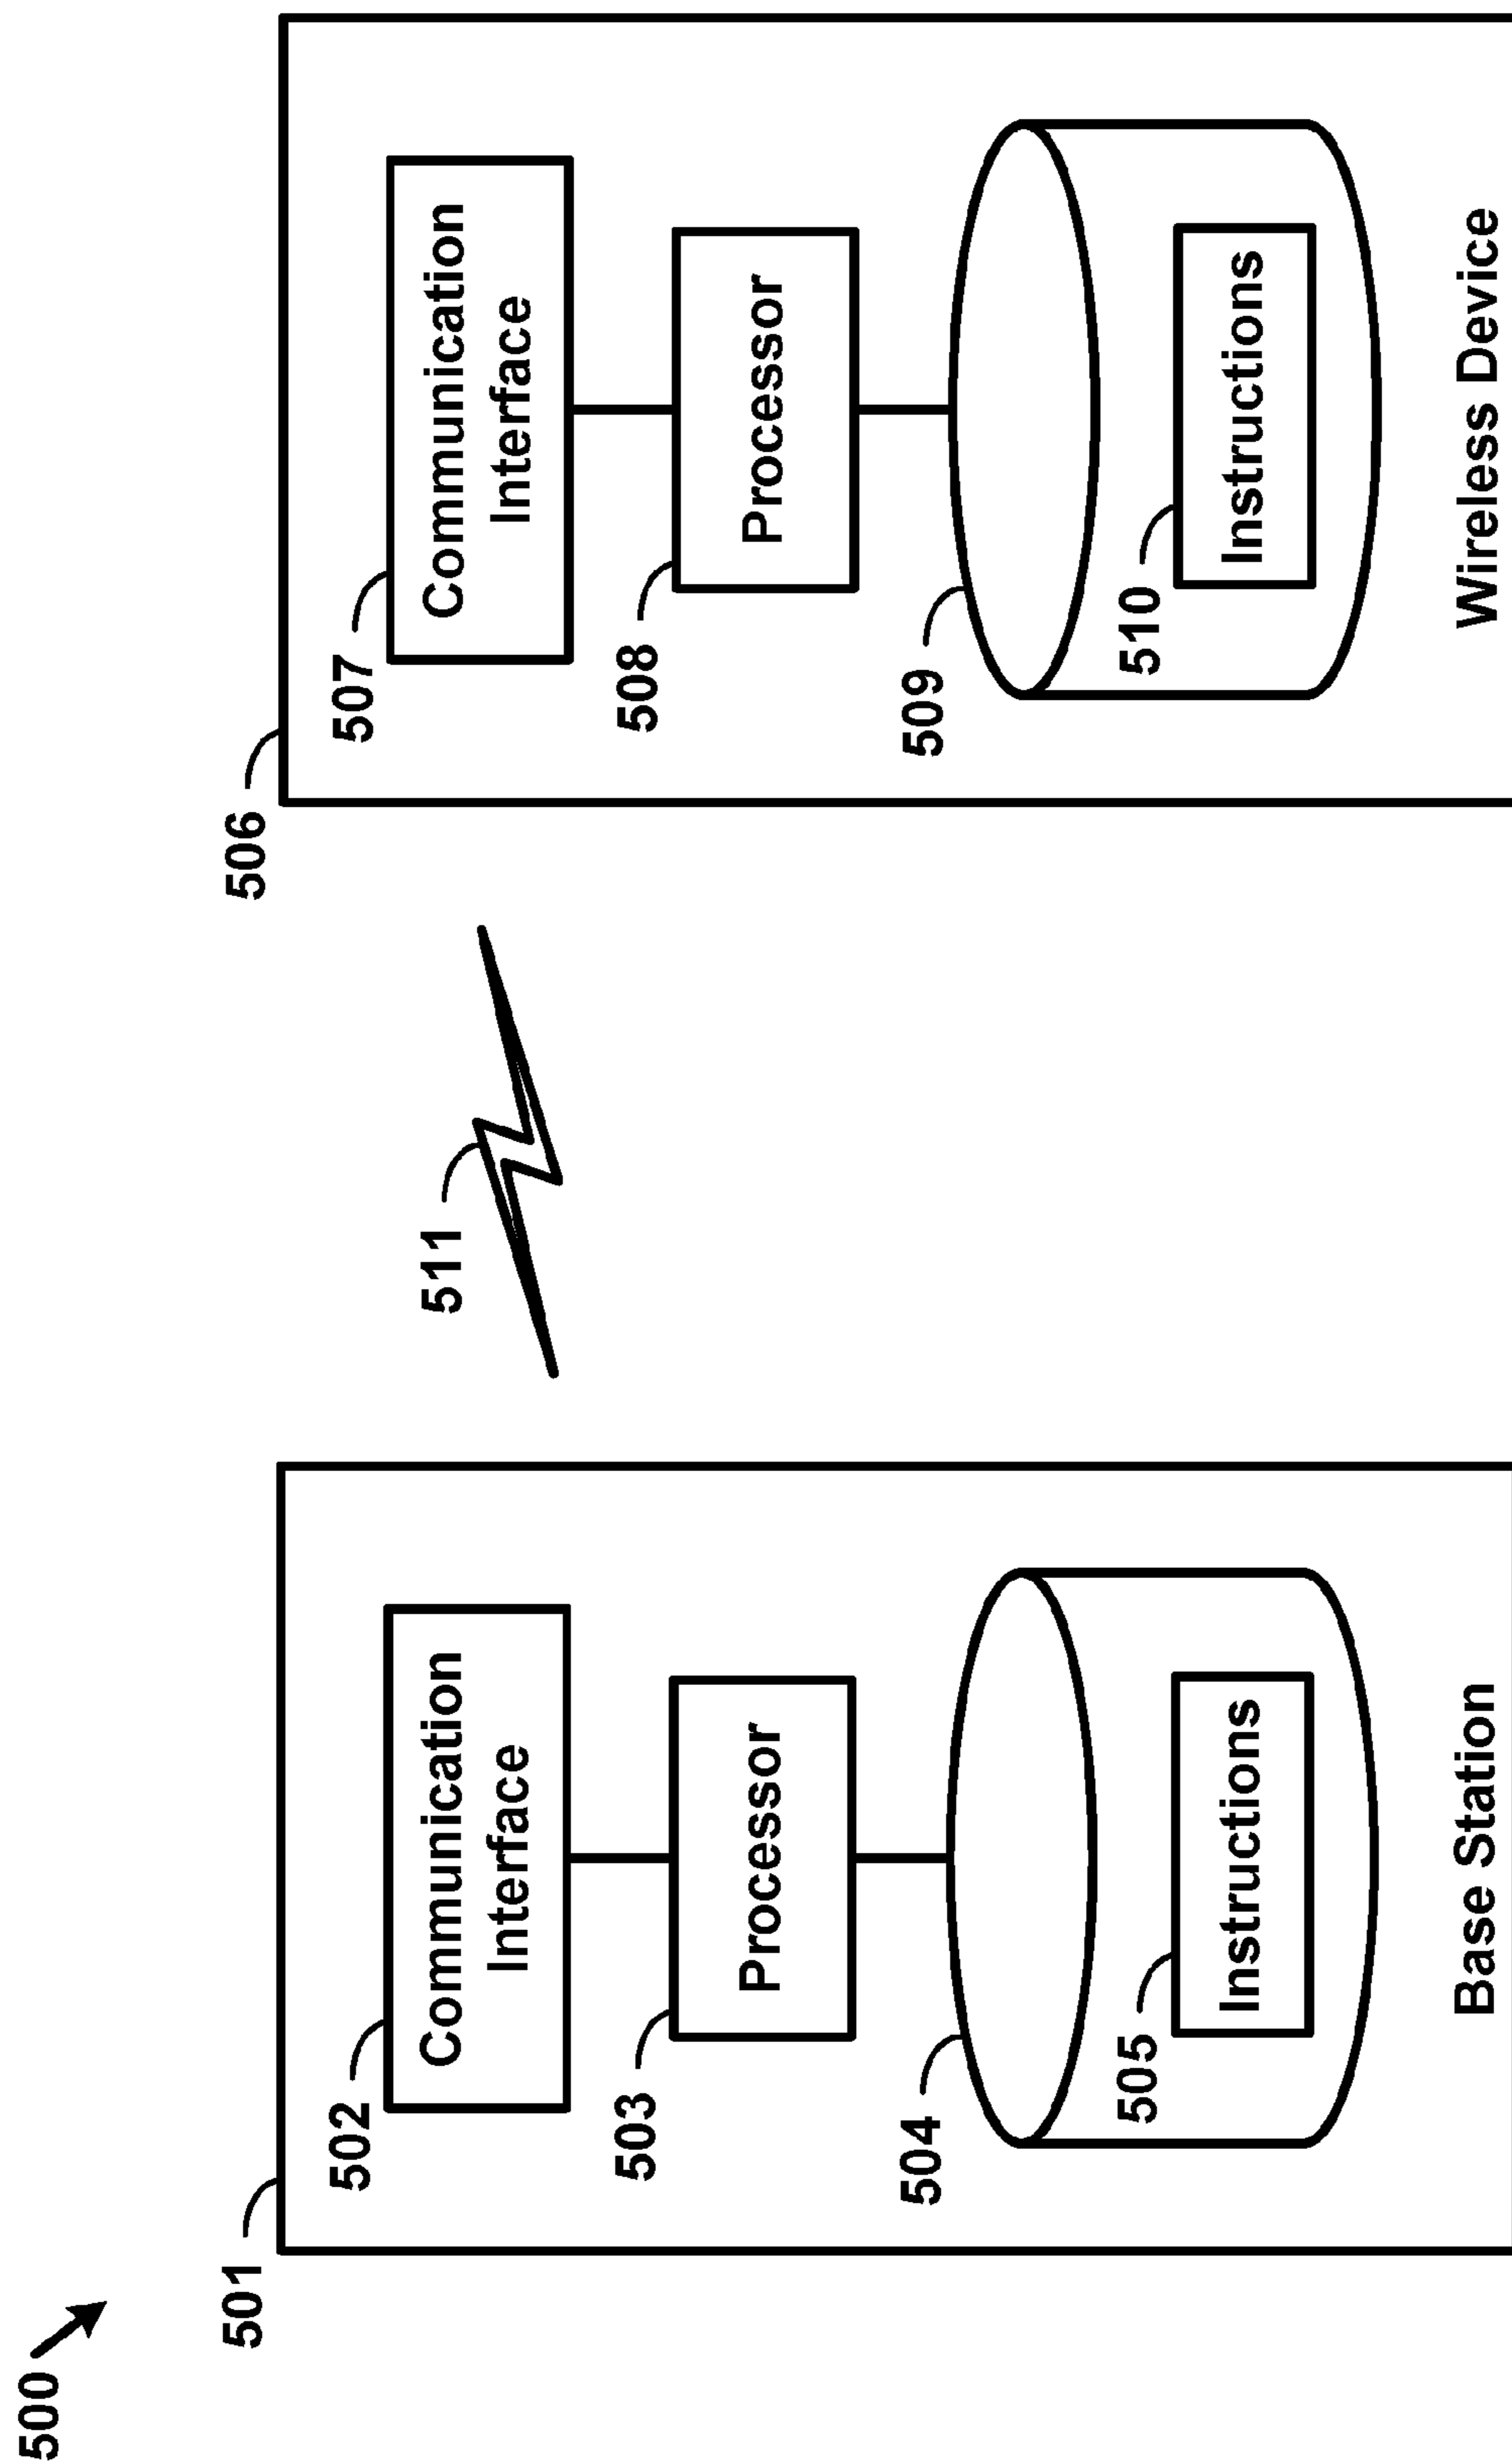 500
501
502
Communication
Interface
503
Processor
504
505
Instructions
Base Station
511
506
507
Communication
Interface
508
Processor
509
510
Instructions
Wireless Device